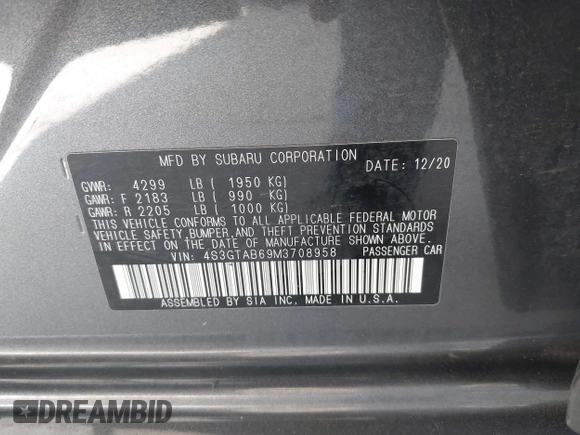 MFD BY SUBARU CORPORATION DATE: 12/20
GVWR: 4299 LB ( 1950 KG)
GAWR: F 2183 LB ( 990 KG)
GAWR: R 2205 LB ( 1000 KG)
THIS VEHICLE CONFORMS TO ALL APPLICABLE FEDERAL MOTOR
VEHICLE SAFETY, BUMPER, AND THEFT PREVENTION STANDARDS
IN EFFECT ON THE DATE OF MANUFACTURE SHOWN ABOVE.
VIN: 4S3GTAB69M3708958 PASSENGER CAR
ASSEMBLED BY SIA INC. MADE IN U.S.A.
DREAMBID